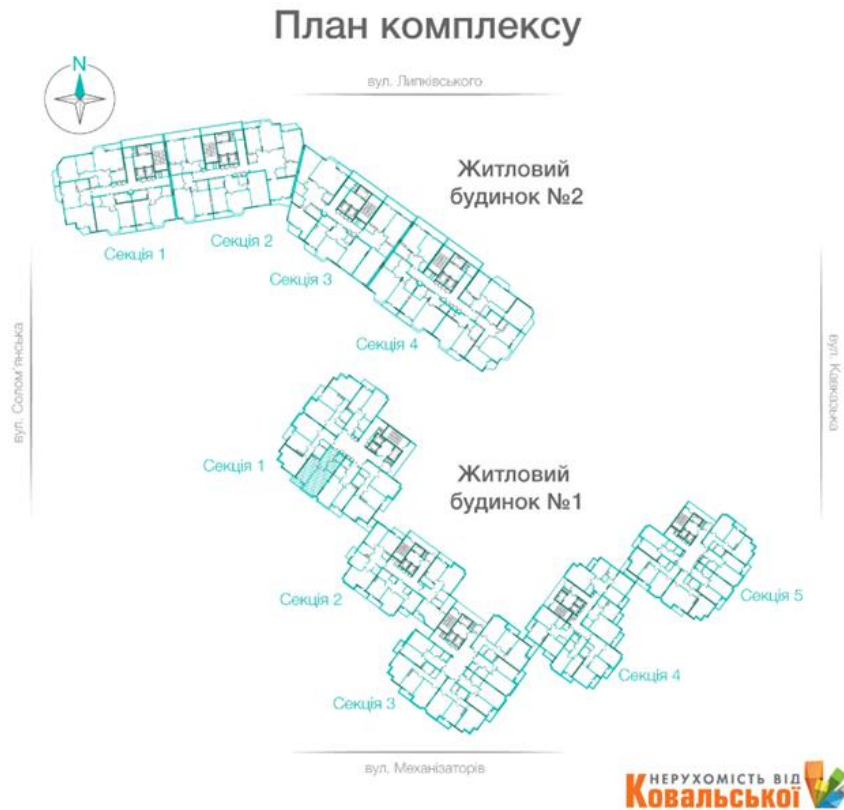 План комплексу
N
вул. Липківського
Житловий
будинок №2
Секція 1
Секція 2
Секція 3
Секція 4
вул. Солом'янська
вул. Кавказька
Секція 1
Житловий
будинок №1
Секція 2
Секція 5
Секція 4
Секція 3
вул. Механізаторів
НЕРУХОМІСТЬ ВІД
Ковальської